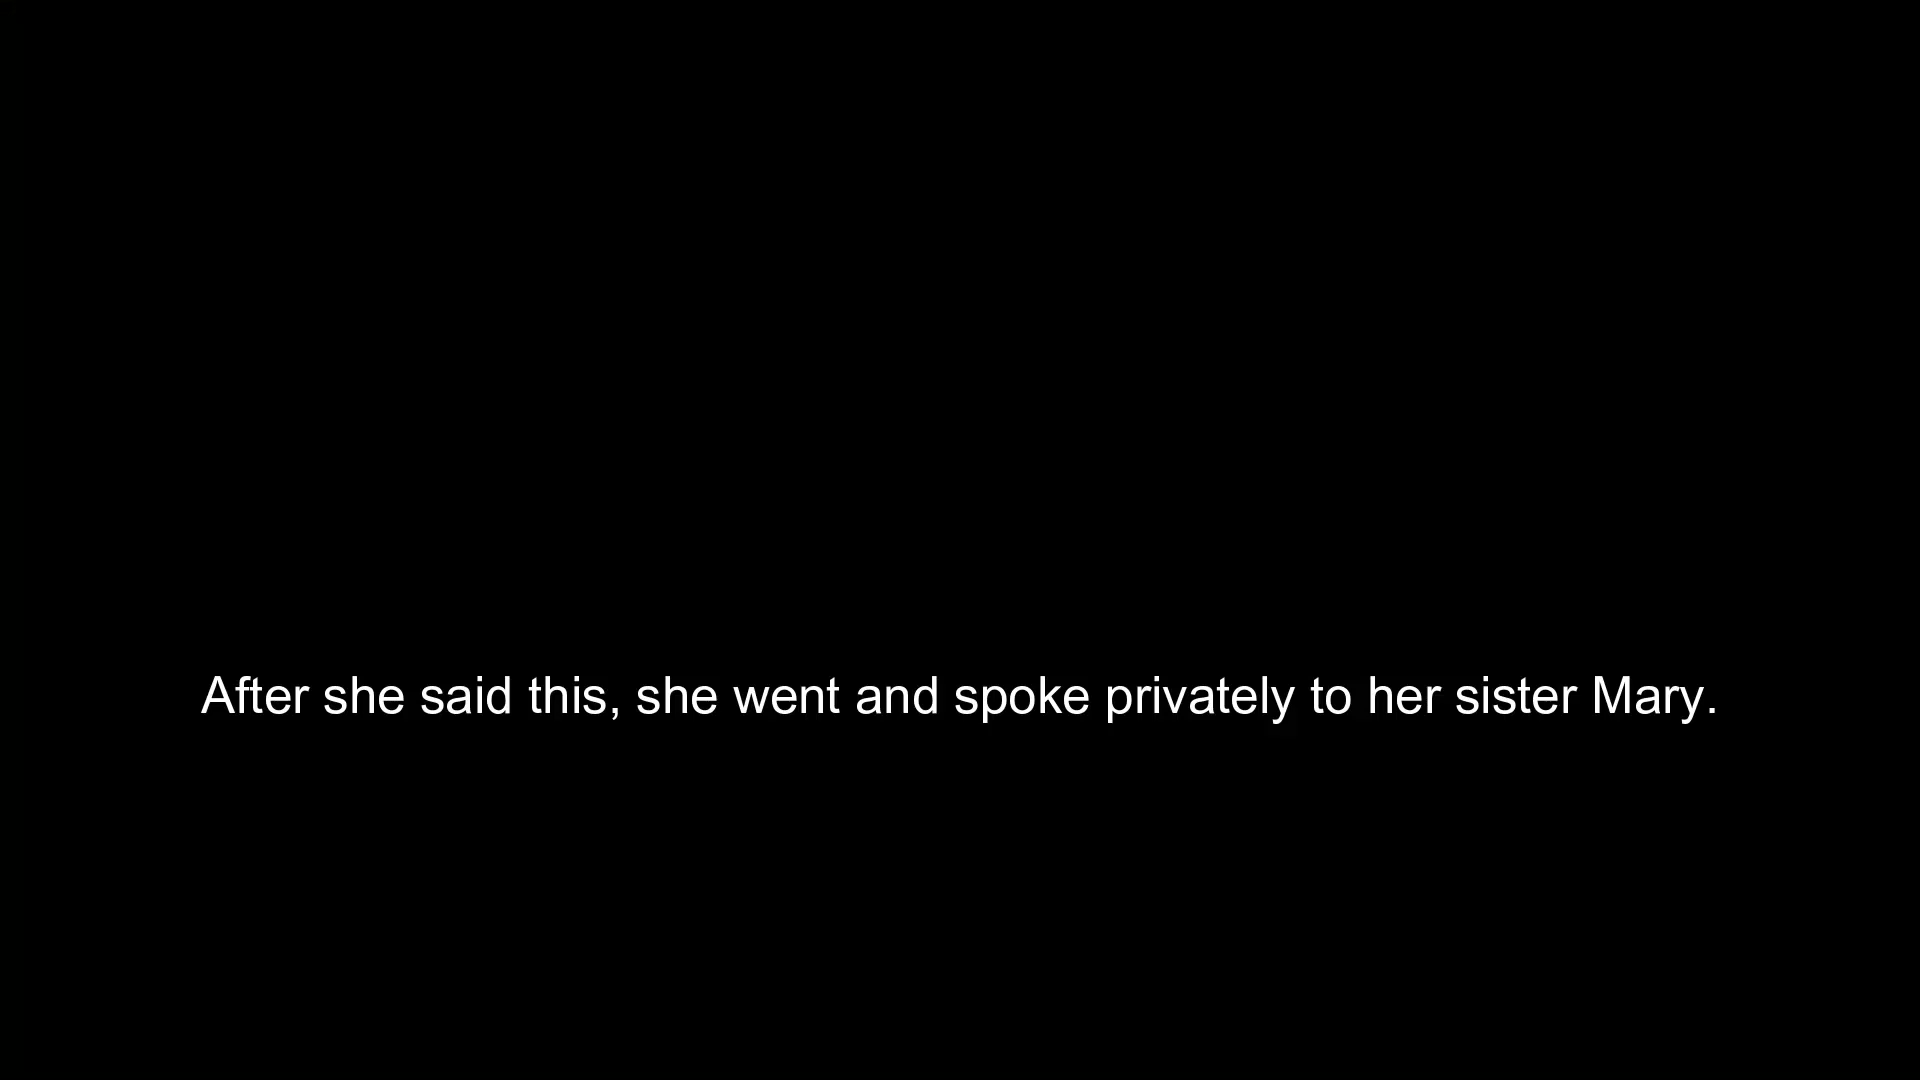 After she said this, she went and spoke privately to her sister Mary.